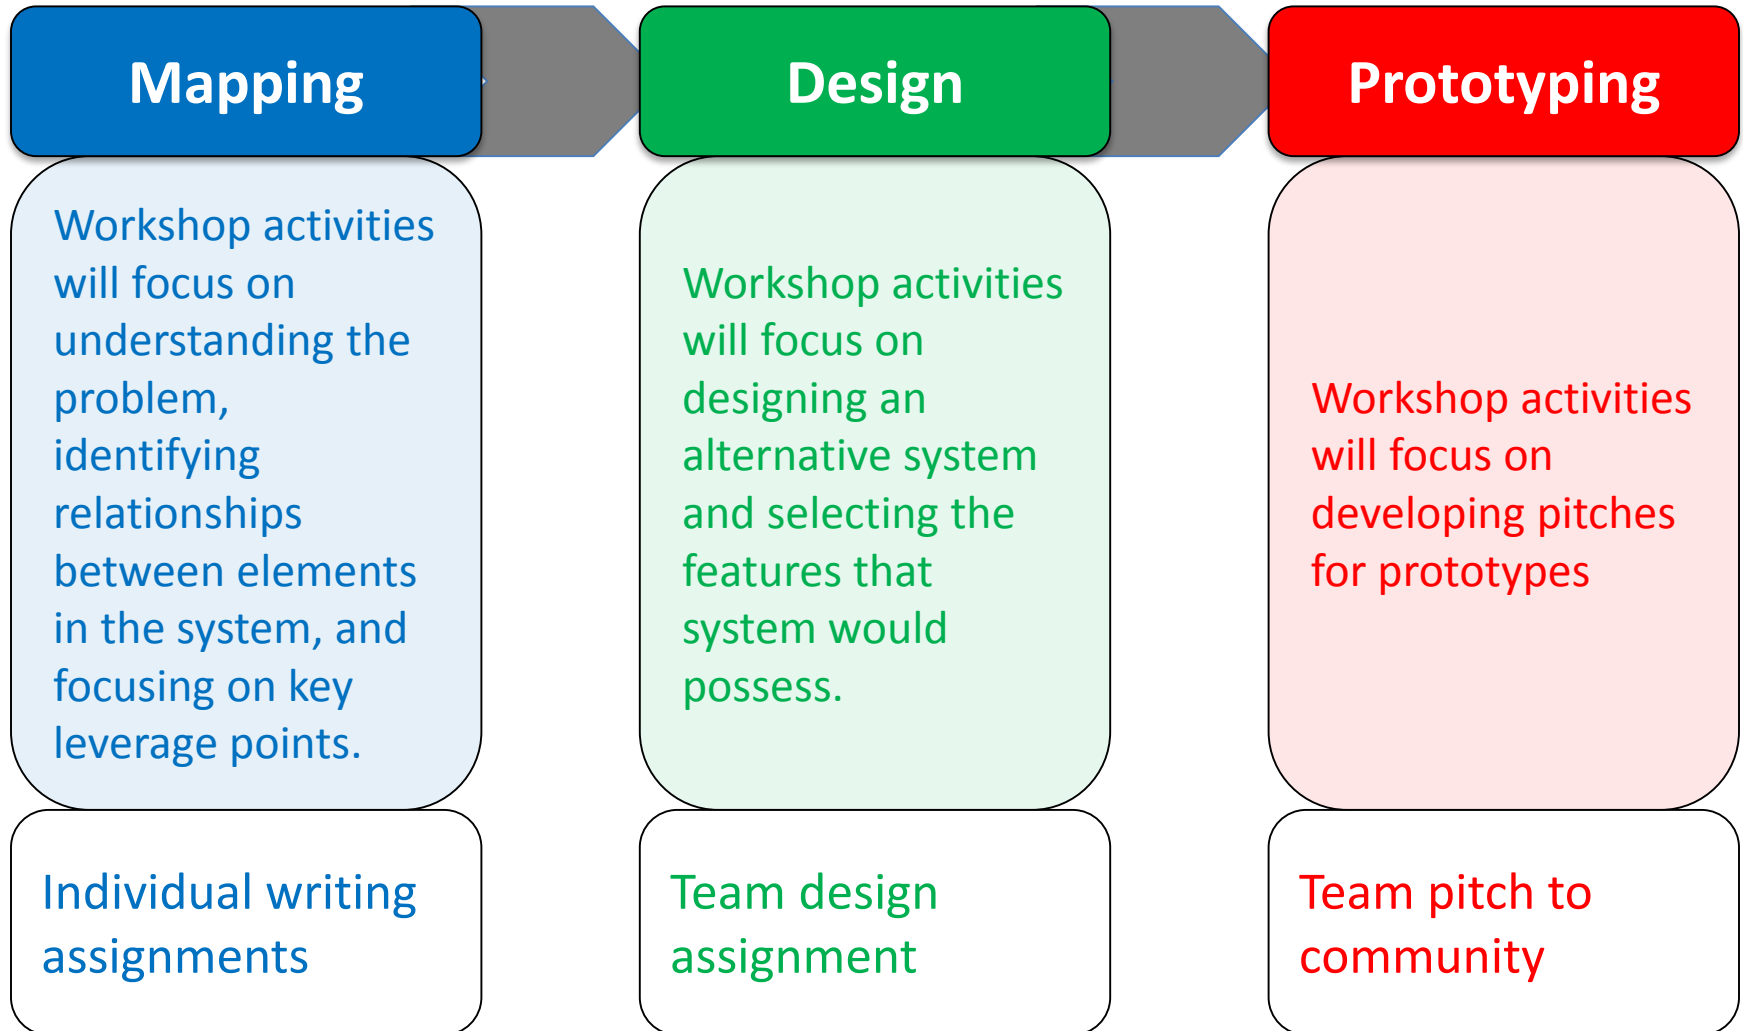 Mapping
Workshop activities
will focus on
understanding the
problem,
identifying
relationships
between elements
in the system, and
focusing on key
leverage points.
Individual writing
assignments
Design
Workshop activities
will focus on
designing an
alternative system
and selecting the
features that
system would
possess.
Team design
assignment
Prototyping
Workshop activities
will focus on
developing pitches
for prototypes
Team pitch to
community